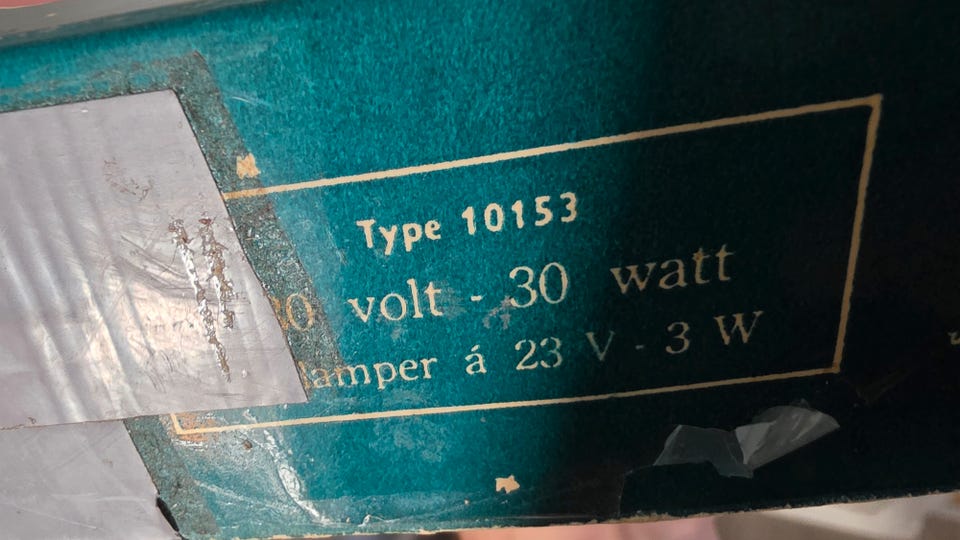 Type 10153
volt - 30 watt
lamper á 23 V - 3 W